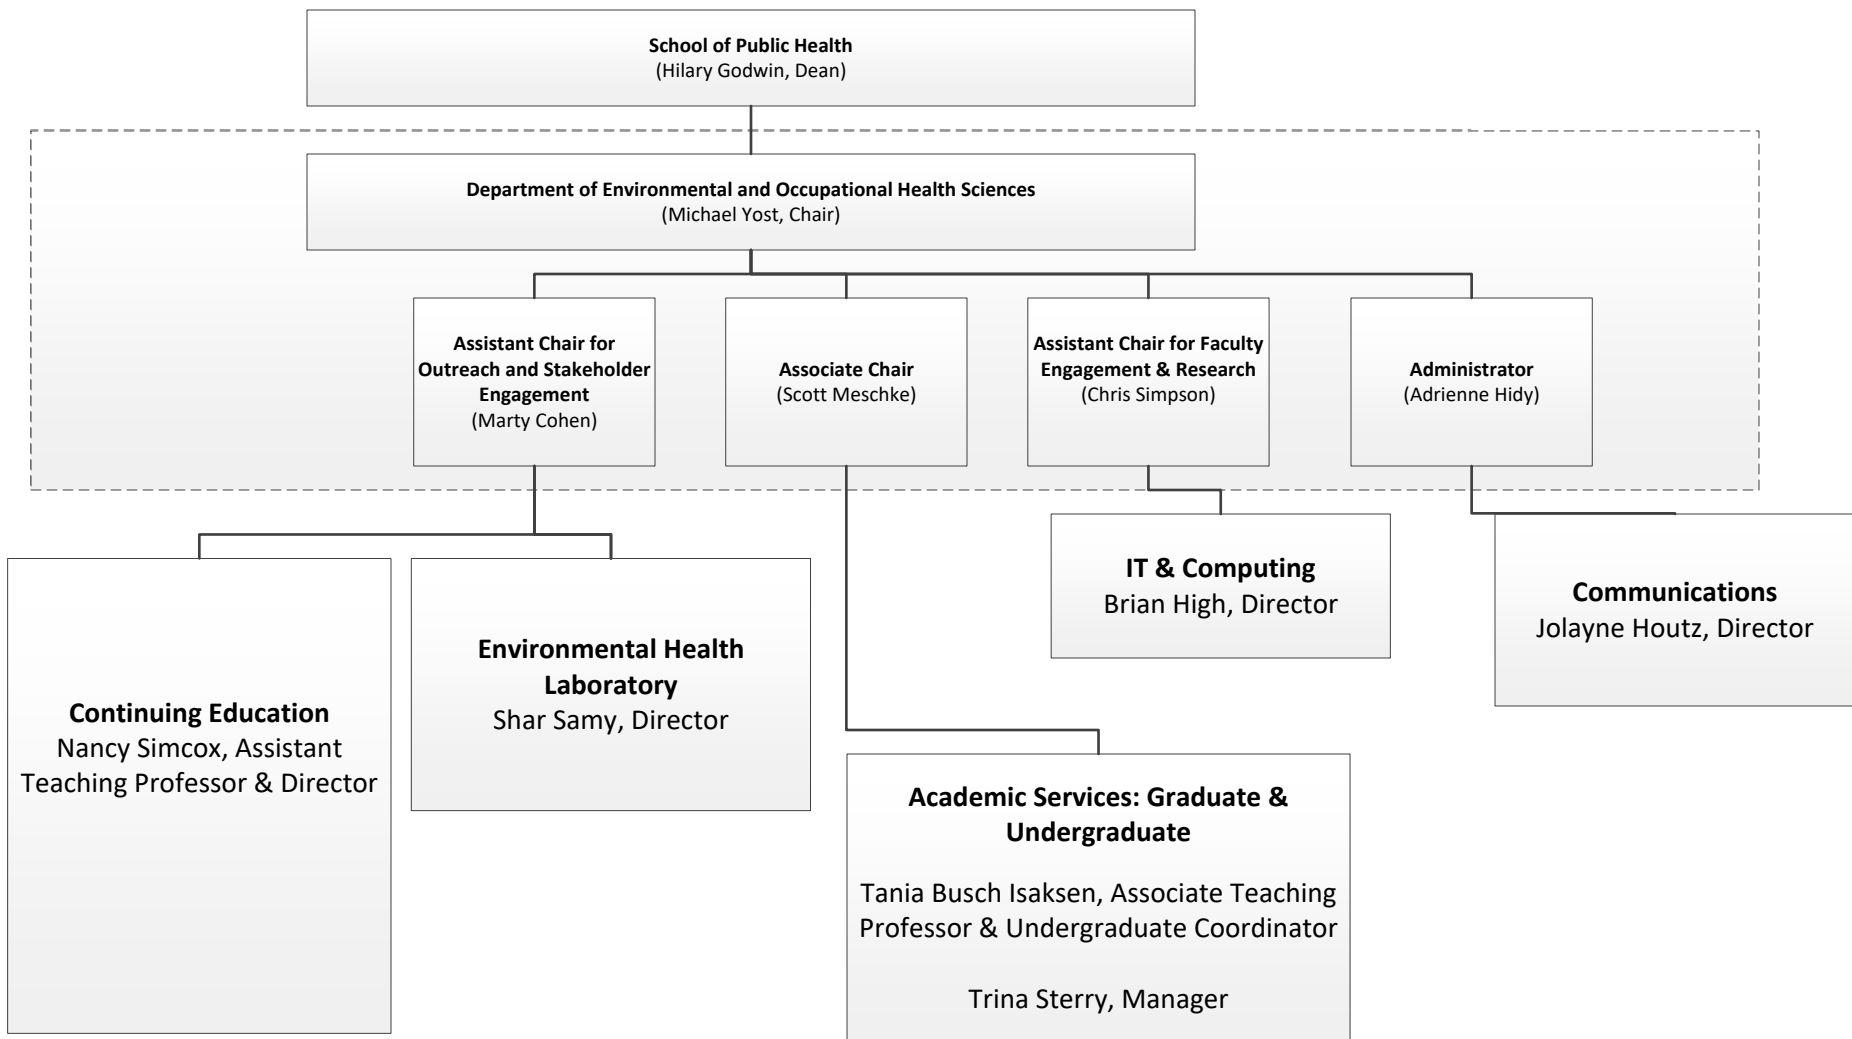 School of Public Health
(Hilary Godwin, Dean)
Department of Environmental and Occupational Health Sciences
(Michael Yost, Chair)
Assistant Chair for
Outreach and Stakeholder
Engagement
(Marty Cohen)
Associate Chair
(Scott Meschke)
Assistant Chair for Faculty
Engagement & Research
(Chris Simpson)
Administrator
(Adrienne Hidy)
Continuing Education
Nancy Simcox, Assistant
Teaching Professor & Director
Environmental Health
Laboratory
Shar Samy, Director
Academic Services: Graduate &
Undergraduate
Tania Busch Isaksen, Associate Teaching
Professor & Undergraduate Coordinator
Trina Sterry, Manager
IT & Computing
Brian High, Director
Communications
Jolayne Houtz, Director